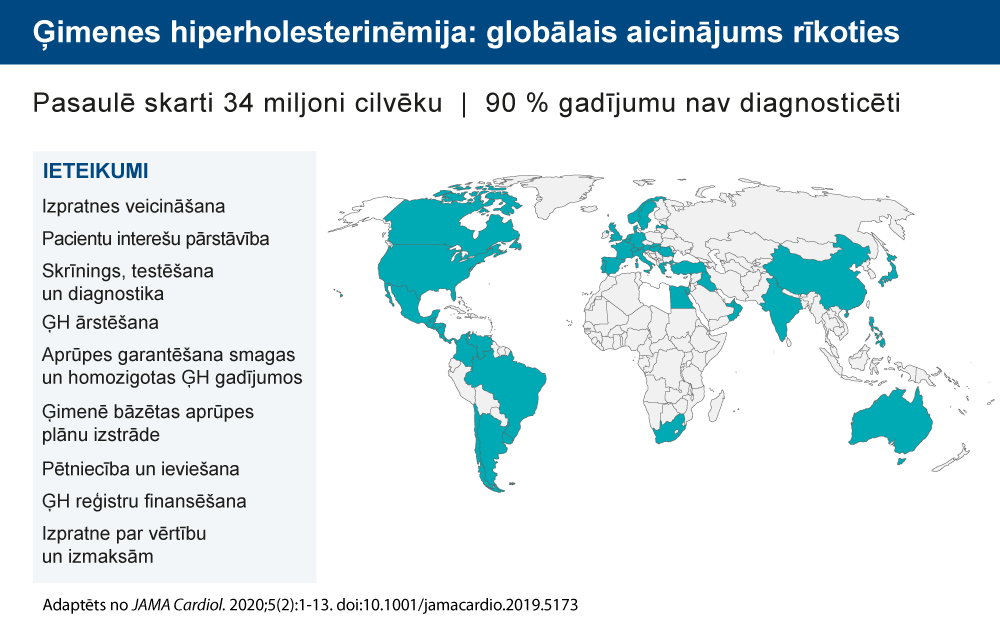 Ģimenes hiperholesterinēmija: globālais aicinājums rīkoties
Pasaulē skarti 34 miljoni cilvēku | 90 % gadījumu nav diagnosticēti
IETEIKUMI
Izpratnes veicināšana
Pacientu interešu pārstāvība
Skrīnings, testēšana
un diagnostika
ĢH ārstēšana
Aprūpes garantēšana smagas
un homozigotas ĢH gadījumos
Ģimenē bāzētas aprūpes
plānu izstrāde
Pētniecība un ieviešana
ĢH reģistru finansēšana
Izpratne par vērtību
un izmaksām
Adaptēts no JAMA Cardiol. 2020;5(2):1-13. doi:10.1001/jamacardio.2019.5173